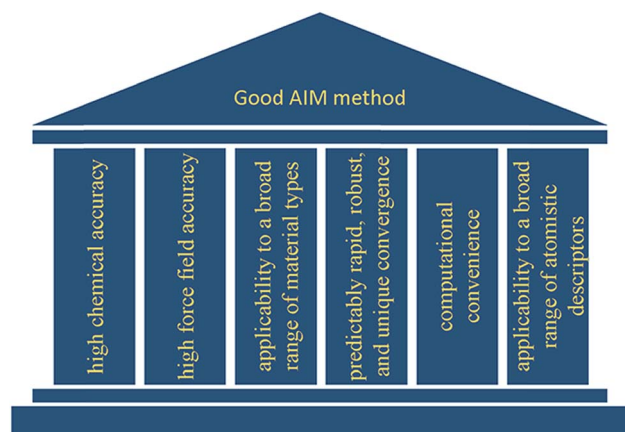 Good AIM method
high chemical accuracy
high force field accuracy
applicability to a broad
range of material types
predictably rapid, robust,
and unique convergence
computational
convenience
applicability to a broad
range of atomistic
descriptors